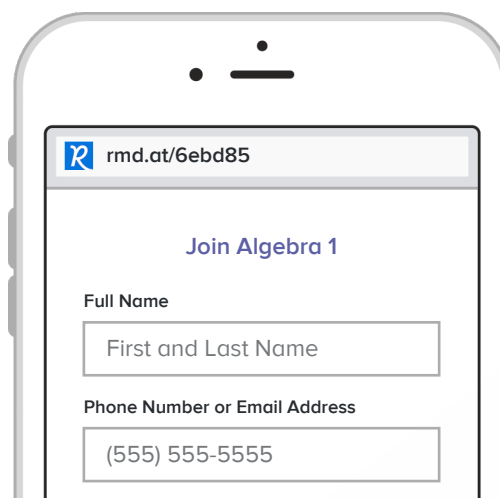 rmd.at/6ebd85
Join Algebra 1
Full Name
First and Last Name
Phone Number or Email Address
(555) 555-5555